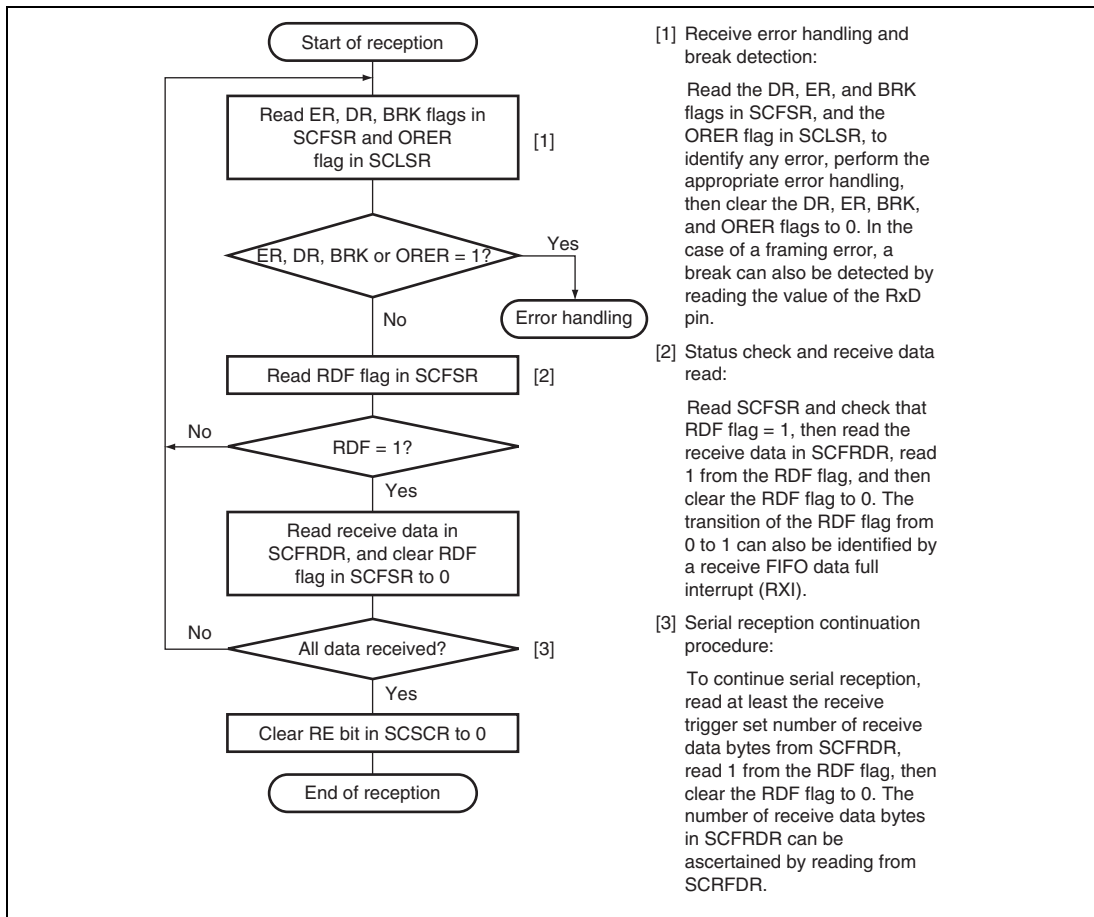 Start of reception
Read ER, DR, BRK flags in
SCFSR and ORER
flag in SCLSR
[1]
ER, DR, BRK or ORER = 1?
Yes
Error handling
No
Read RDF flag in SCFSR
[2]
No
RDF = 1?
Yes
Read receive data in
SCFRDR, and clear RDF
flag in SCFSR to 0
No
All data received?
[3]
Yes
Clear RE bit in SCSCR to 0
End of reception
[1] Receive error handling and
break detection:
Read the DR, ER, and BRK
flags in SCFSR, and the
ORER flag in SCLSR, to
identify any error, perform the
appropriate error handling,
then clear the DR, ER, BRK,
and ORER flags to 0. In the
case of a framing error, a
break can also be detected by
reading the value of the RxD
pin.
[2] Status check and receive data
read:
Read SCFSR and check that
RDF flag = 1, then read the
receive data in SCFRDR, read
1 from the RDF flag, and then
clear the RDF flag to 0. The
transition of the RDF flag from
0 to 1 can also be identified by
a receive FIFO data full
interrupt (RXI).
[3] Serial reception continuation
procedure:
To continue serial reception,
read at least the receive
trigger set number of receive
data bytes from SCFRDR,
read 1 from the RDF flag, then
clear the RDF flag to 0. The
number of receive data bytes
in SCFRDR can be
ascertained by reading from
SCRFDR.